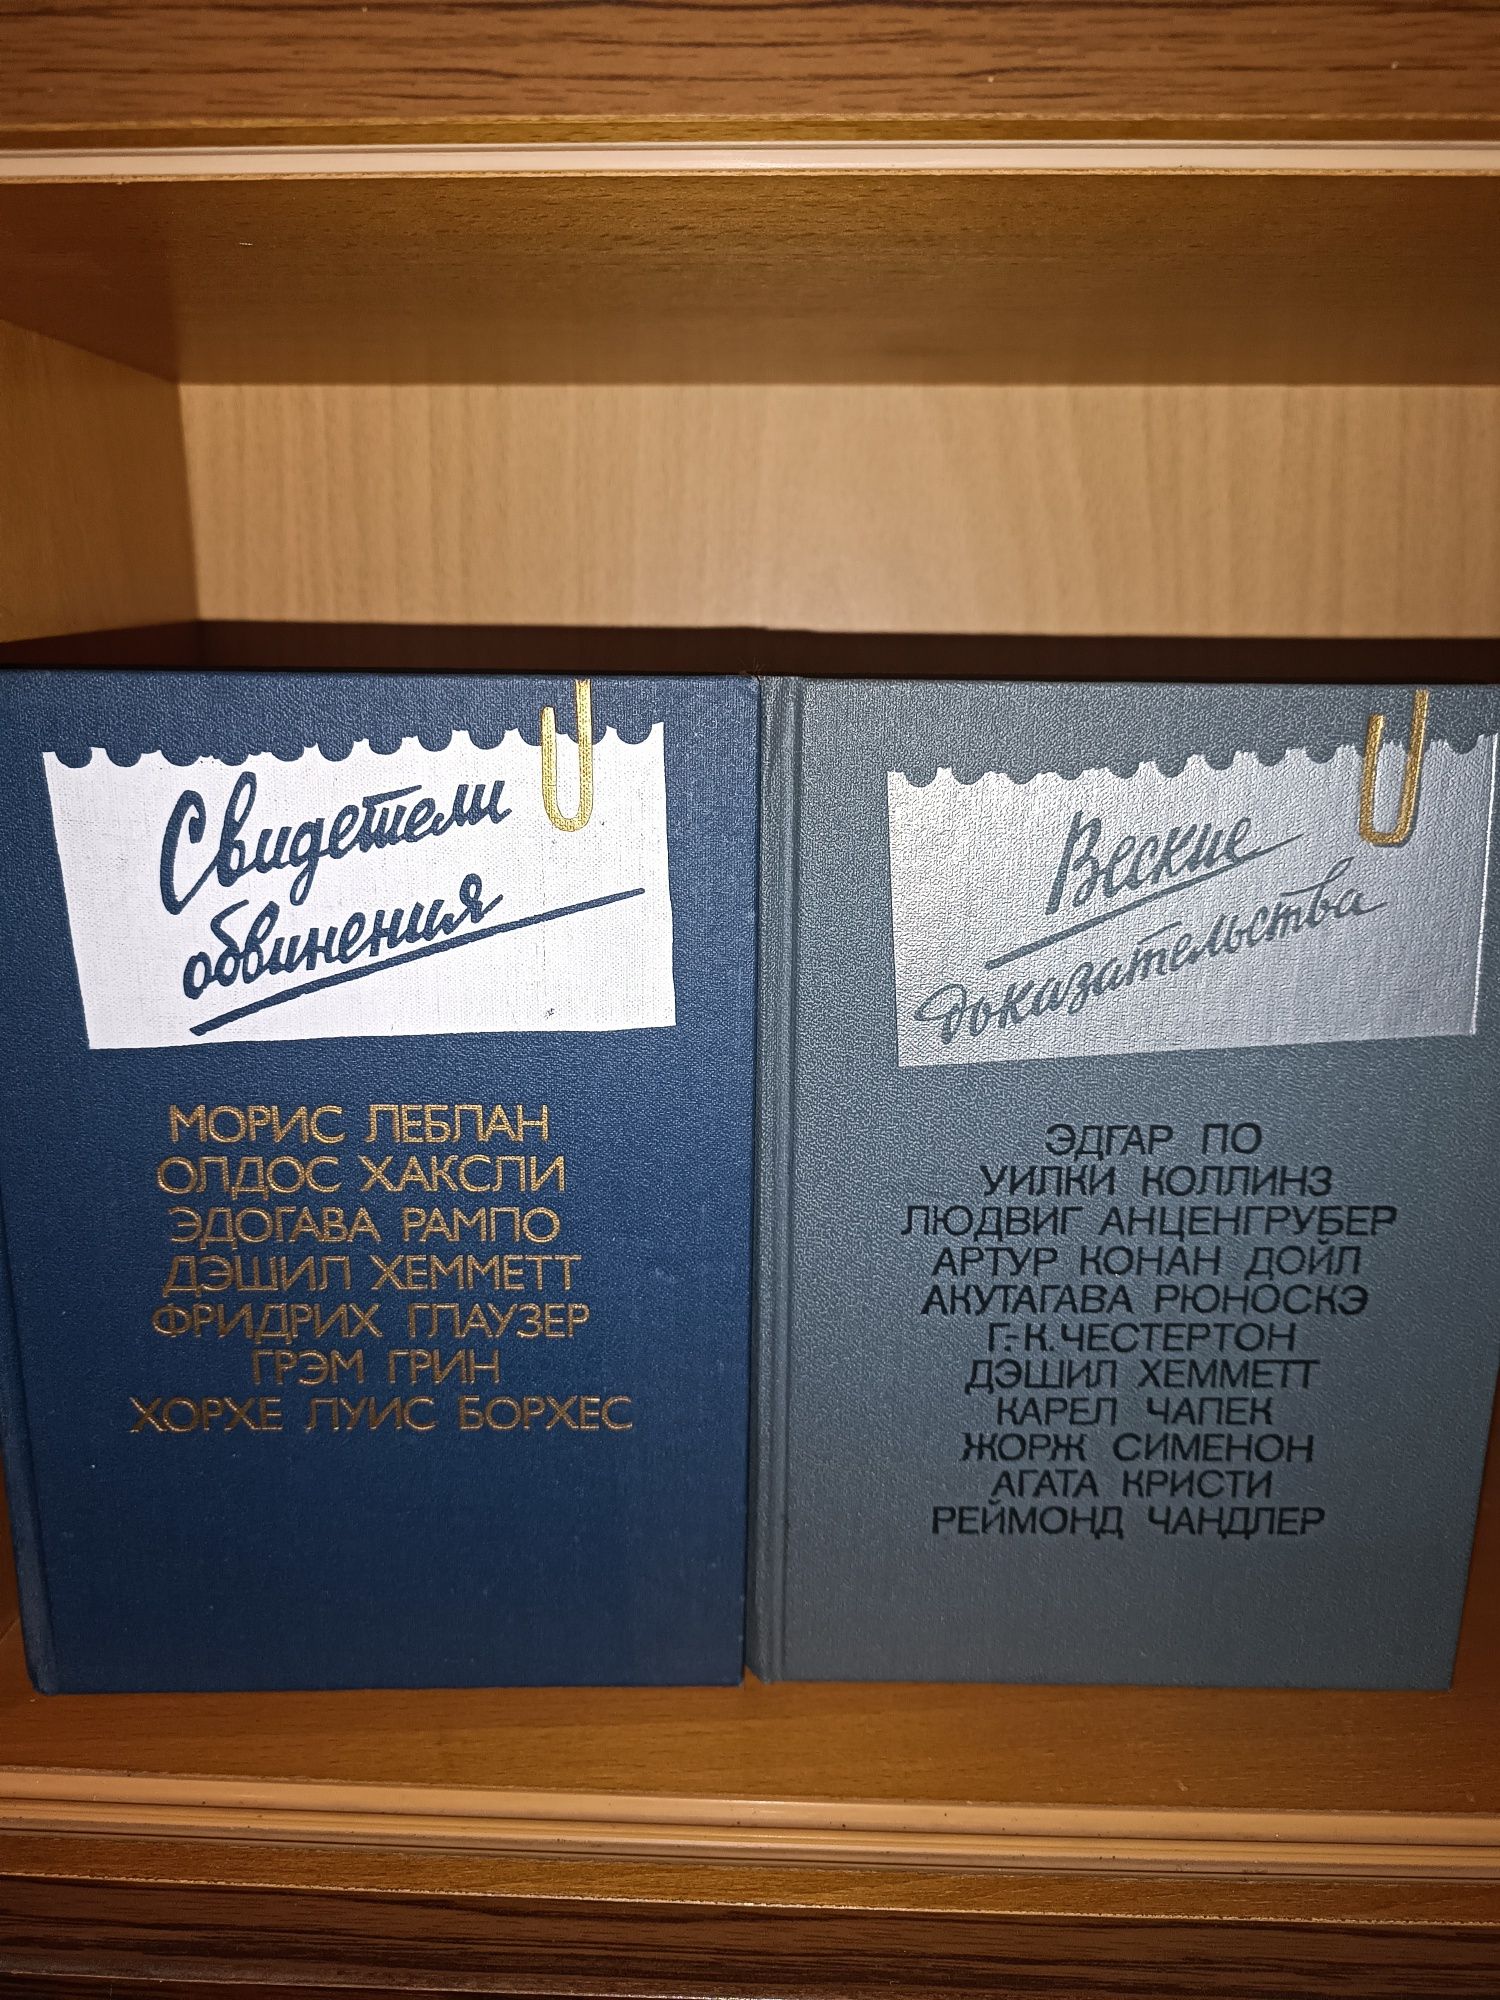 Свидетели
обвинения
МОРИС ЛЕБЛАН
ОЛДОС ХАКСЛИ
ЭДОГАВА РАМПО
ДЭШИЛ ХЕММЕТТ
ФРИДРИХ ГЛАУЗЕР
ГРЭМ ГРИН
ХОРХЕ ЛУИС БОРХЕС
Веские
доказательства
ЭДГАР ПО
УИЛКИ КОЛЛИНЗ
ЛЮДВИГ АНЦЕНГРУБЕР
АРТУР КОНАН ДОЙЛ
АКУТАГАВА РЮНОСКЭ
Г.-К. ЧЕСТЕРТОН
ДЭШИЛ ХЕММЕТТ
КАРЕЛ ЧАПЕК
ЖОРЖ СИМЕНОН
АГАТА КРИСТИ
РЕЙМОНД ЧАНДЛЕР